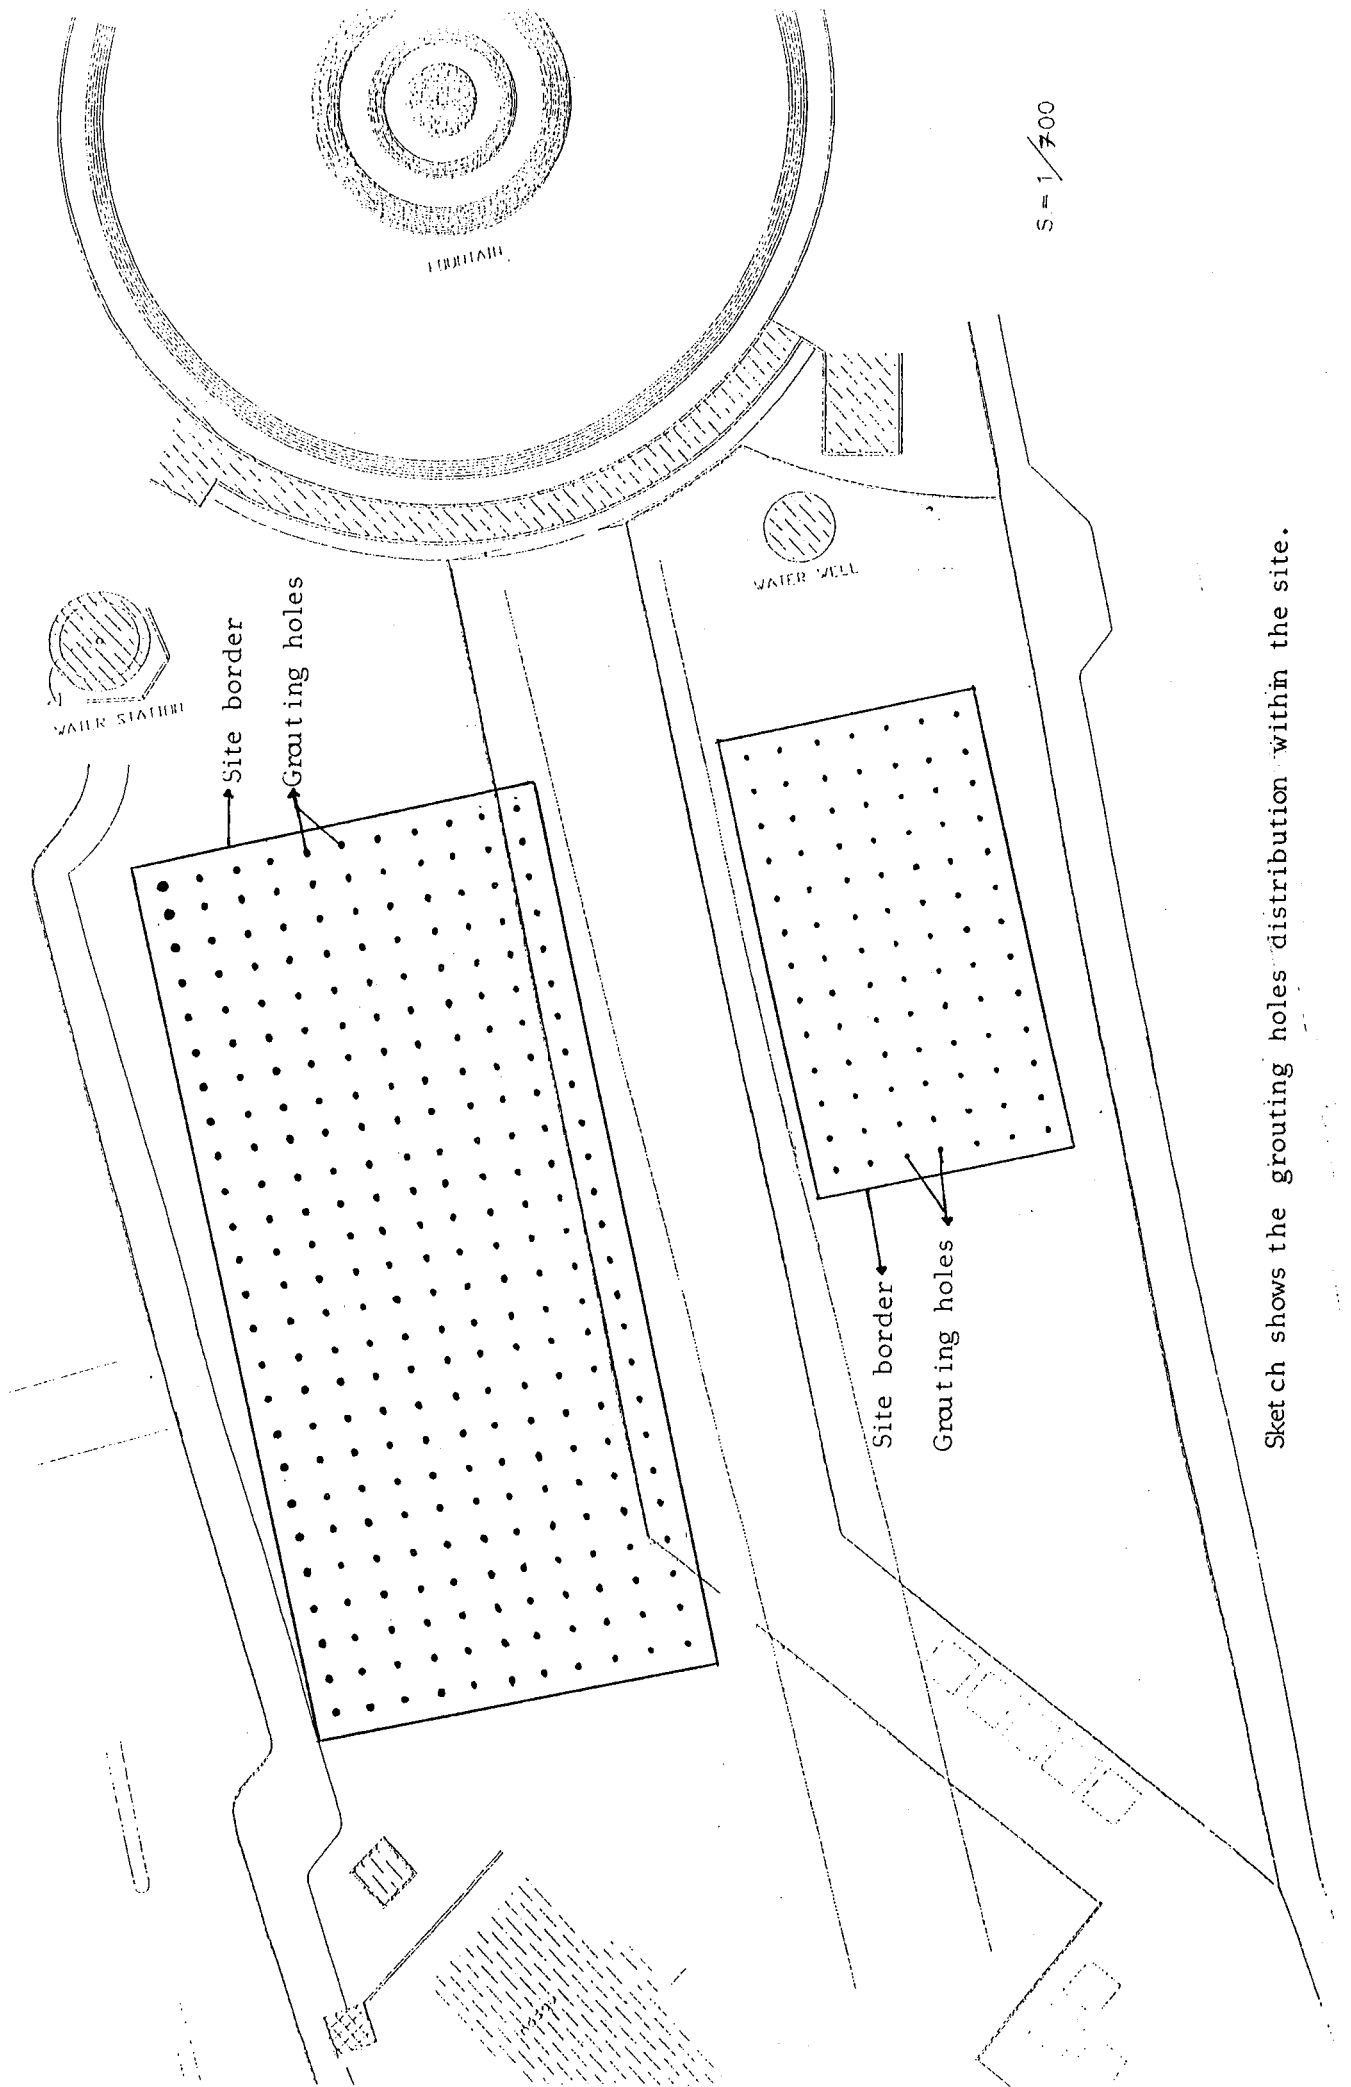 FOUNTAIN
S = 1/700
WATER STATION
Site border
Grouting holes
WATER WELL
Site border
Grouting holes
Sketch shows the grouting holes distribution within the site.